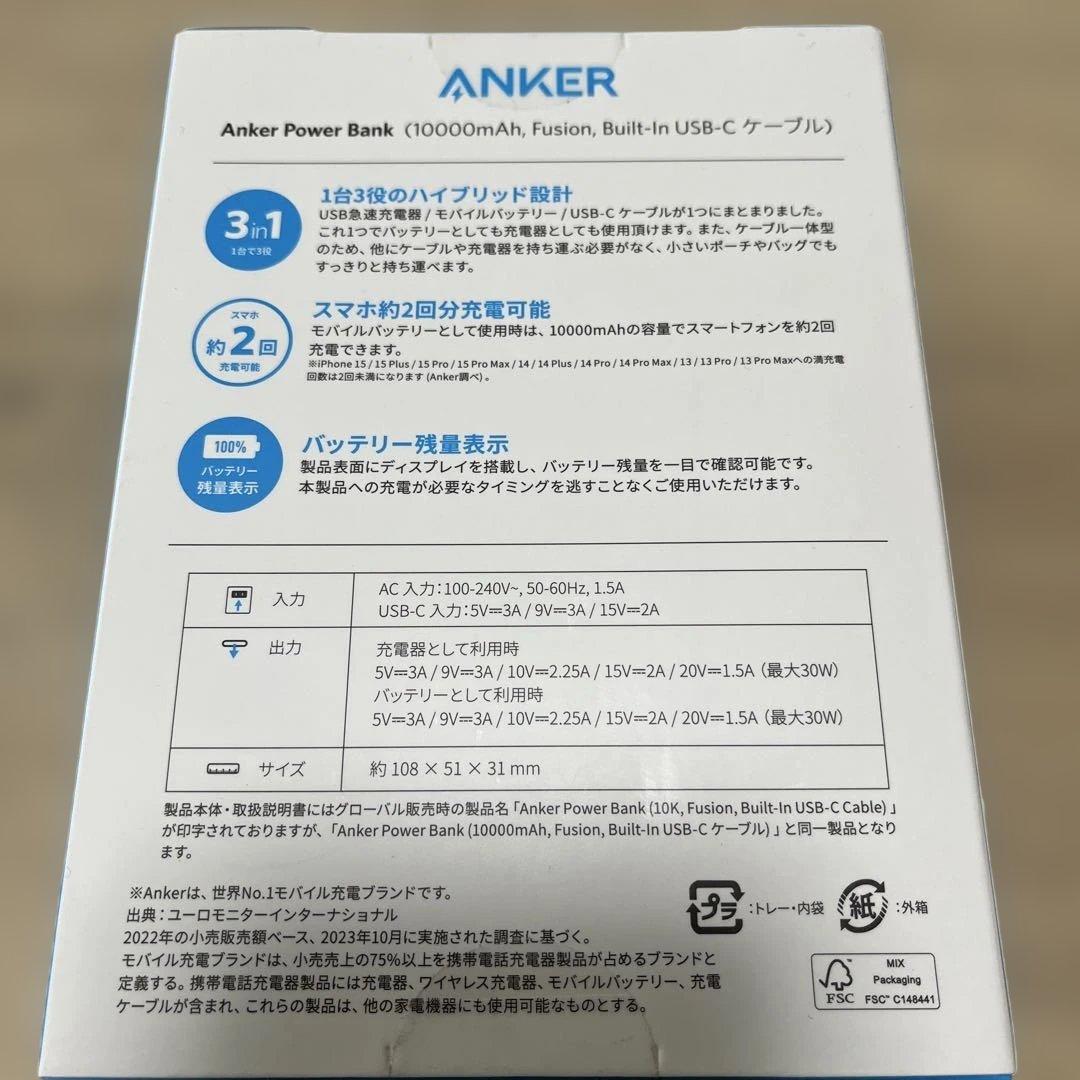 ANKER
Anker Power Bank (10000mAh, Fusion, Built-In USB-C ケーブル)
3in1
1台で3役
1台3役のハイブリッド設計
USB急速充電器 / モバイルバッテリー / USB-C ケーブルが1つにまとまりました。
これ1つでバッテリーとしても充電器としても使用頂けます。また、ケーブル一体型
のため、他にケーブルや充電器を持ち運ぶ必要がなく、小さいポーチやバッグでも
すっきりと持ち運べます。
スマホ
約2回
充電可能
スマホ約2回分充電可能
モバイルバッテリーとして使用時は、10000mAhの容量でスマートフォンを約2回
充電できます。
※iPhone 15 / 15 Plus / 15 Pro / 15 Pro Max / 14 / 14 Plus / 14 Pro / 14 Pro Max / 13 / 13 Pro / 13 Pro Maxへの満充電
回数は2回未満になります (Anker調べ) 。
100%
バッテリー
残量表示
バッテリー残量表示
製品表面にディスプレイを搭載し、バッテリー残量を一目で確認可能です。
本製品への充電が必要なタイミングを逃すことなくご使用いただけます。
入力
AC 入力：100-240V~, 50-60Hz, 1.5A
USB-C 入力：5V⎓3A / 9V⎓3A / 15V⎓2A
出力
充電器として利用時
5V⎓3A / 9V⎓3A / 10V⎓2.25A / 15V⎓2A / 20V⎓1.5A (最大30W)
バッテリーとして利用時
5V⎓3A / 9V⎓3A / 10V⎓2.25A / 15V⎓2A / 20V⎓1.5A (最大30W)
サイズ
約 108 × 51 × 31 mm
製品本体・取扱説明書にはグローバル販売時の製品名「Anker Power Bank (10K, Fusion, Built-In USB-C Cable) 」
が印字されておりますが、「Anker Power Bank (10000mAh, Fusion, Built-In USB-C ケーブル) 」と同一製品となり
ます。
※Ankerは、世界No.1モバイル充電ブランドです。
出典：ユーロモニターインターナショナル
2022年の小売販売額ベース、2023年10月に実施された調査に基づく。
モバイル充電ブランドは、小売売上の75%以上を携帯電話充電器製品が占めるブランドと
定義する。携帯電話充電器製品には充電器、ワイヤレス充電器、モバイルバッテリー、充電
ケーブルが含まれ、これらの製品は、他の家電機器にも使用可能なものとする。
プラ：トレー・内袋
紙：外箱
FSC
MIX
Packaging
FSC™ C148441